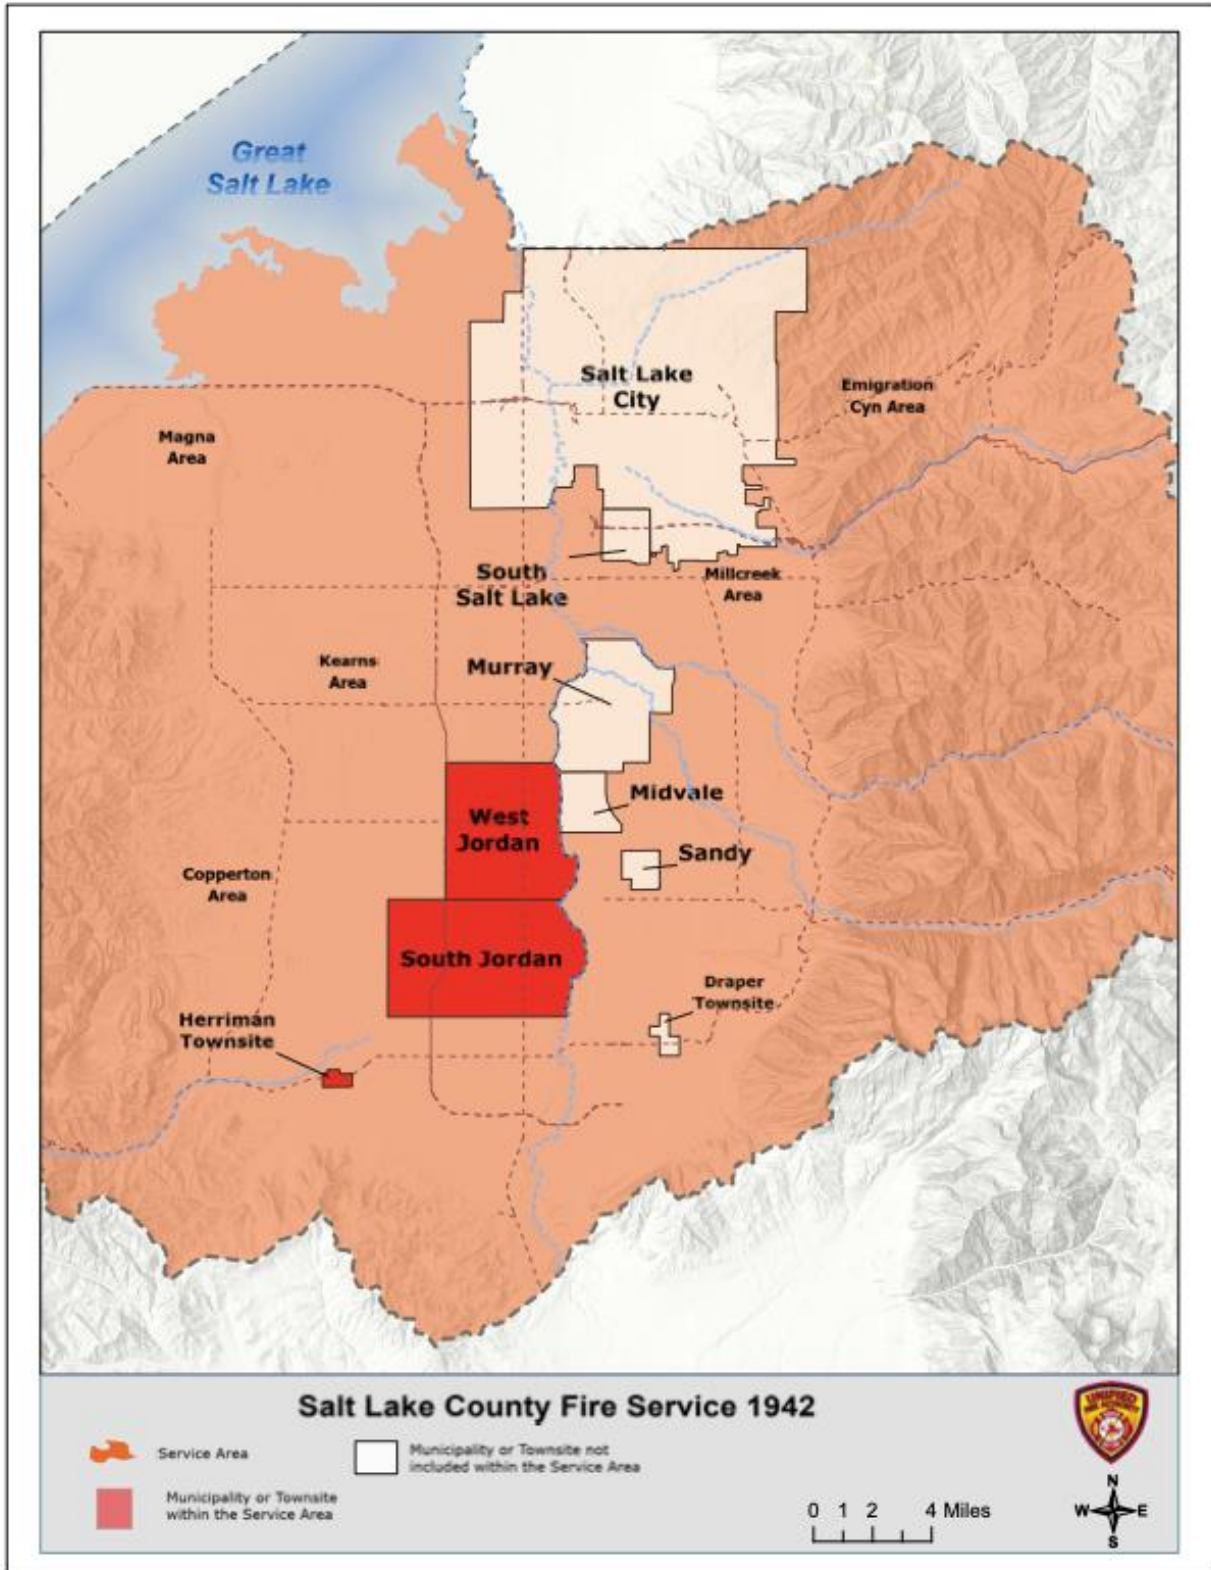 Great
Salt Lake
Salt Lake
City
Emigration
Cyn Area
Magna
Area
South
Salt Lake
Millcreek
Area
Kearns
Area
Murray
West
Jordan
Midvale
Sandy
Copperton
Area
South Jordan
Draper
Townsite
Herriman
Townsite
Salt Lake County Fire Service 1942
Service Area
Municipality or Townsite not
included within the Service Area
Municipality or Townsite
within the Service Area
0 1 2 4 Miles
UNIFIED
FIRE AUTHORITY
N
W E
S